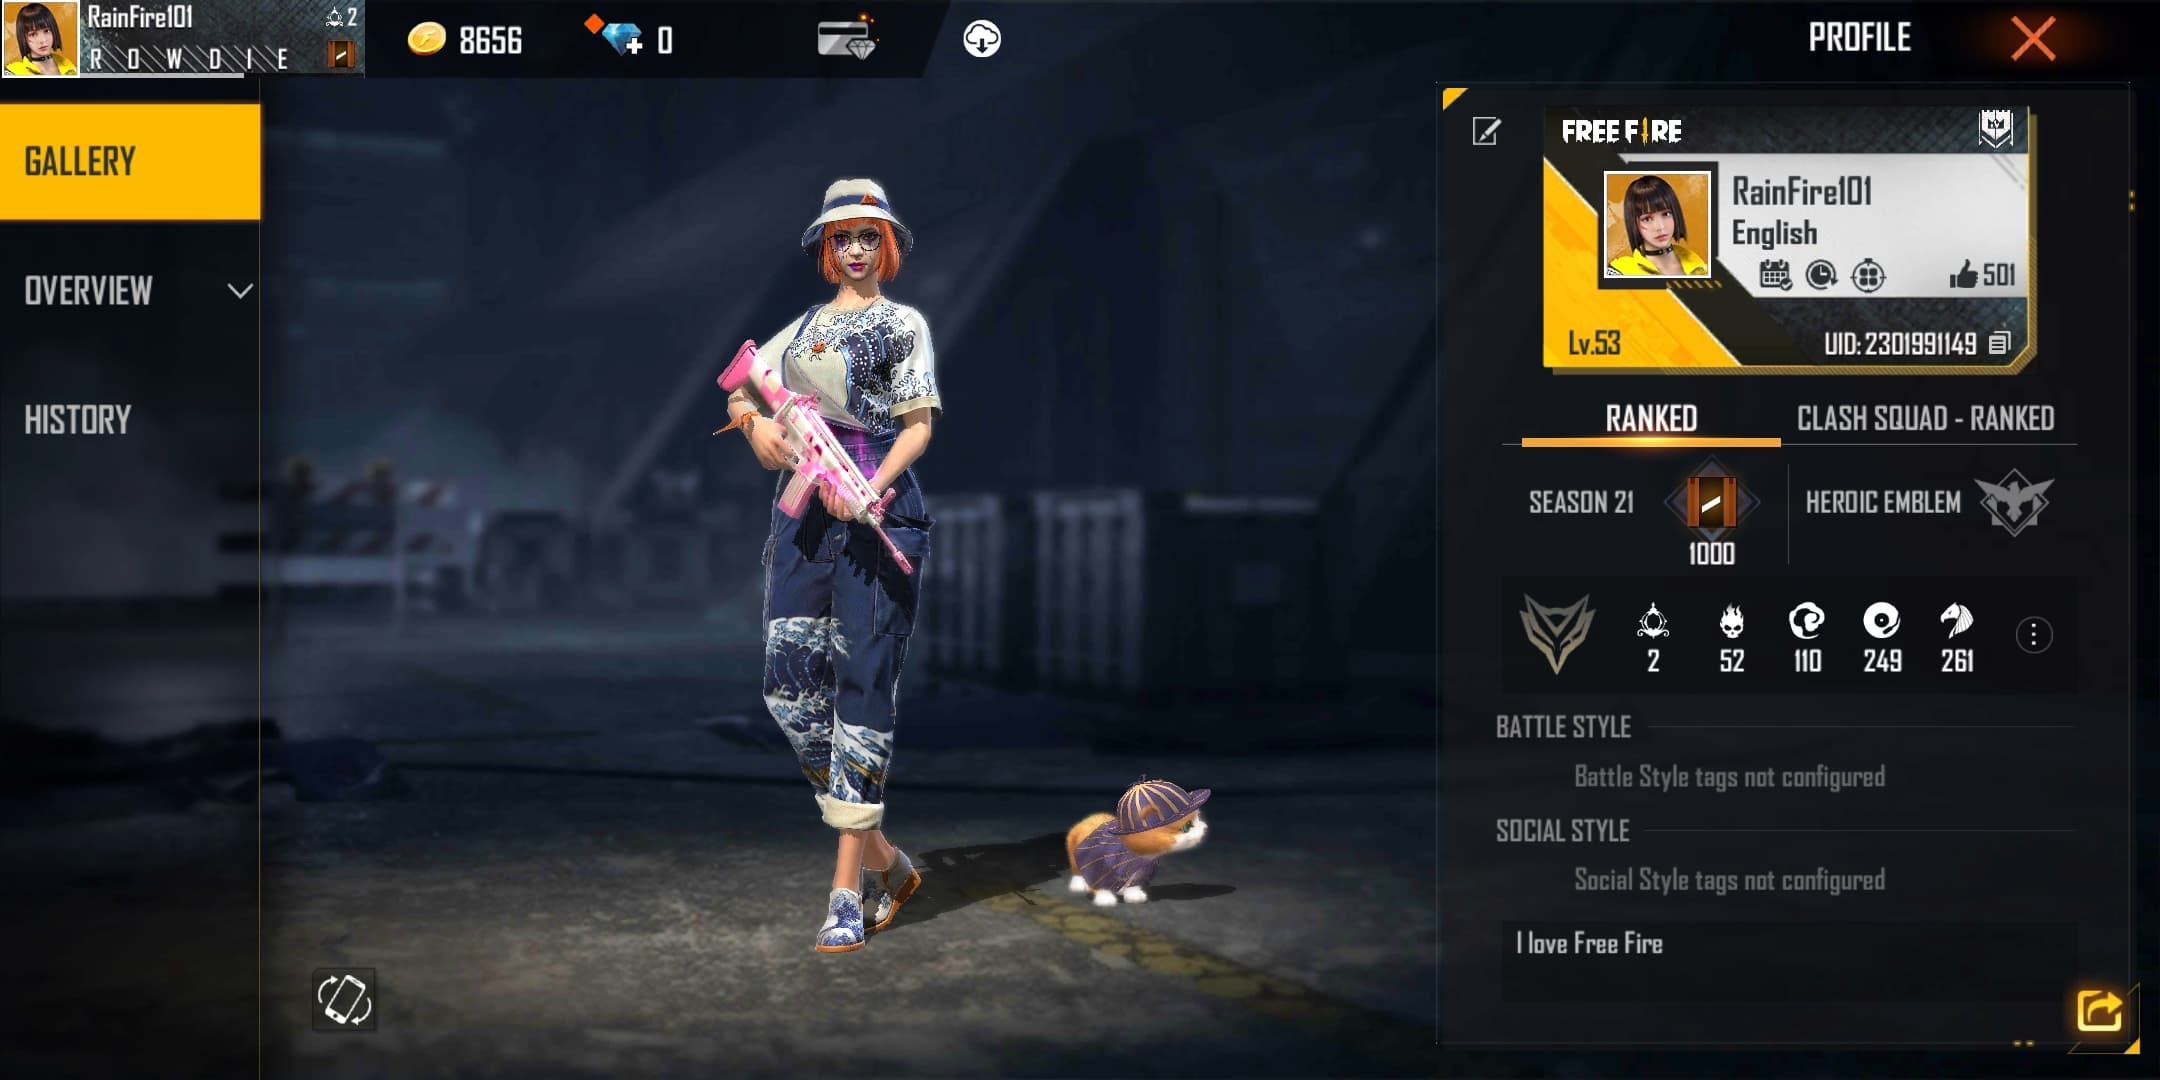 RainFire101
2
R O W D I E
8656
0
PROFILE
GALLERY
OVERVIEW
HISTORY
FREE FIRE
RainFire101
English
501
Lv.53
UID: 2301991149
RANKED
CLASH SQUAD - RANKED
SEASON 21
1000
HEROIC EMBLEM
2 52 110 249 261
BATTLE STYLE
Battle Style tags not configured
SOCIAL STYLE
Social Style tags not configured
I love Free Fire